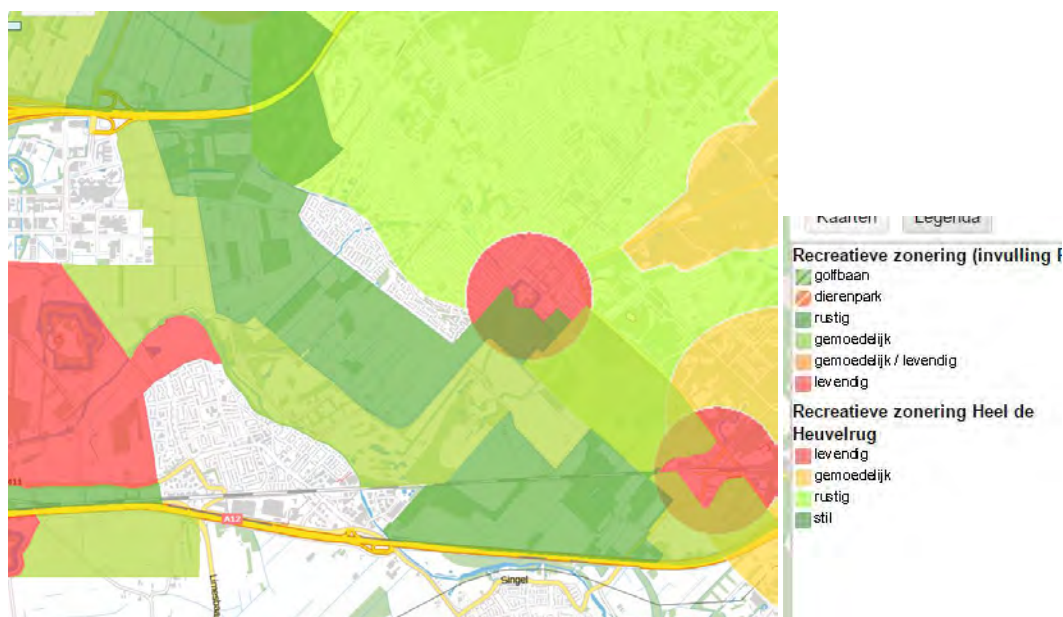 A12
Singel
Kaarten
Legenda
Recreatieve zonering (invulling
golfbaan
dierenpark
rustig
gemoedelijk
gemoedelijk / levendig
levendig
Recreatieve zonering Heel de
Heuvelrug
levendig
gemoedelijk
rustig
stil